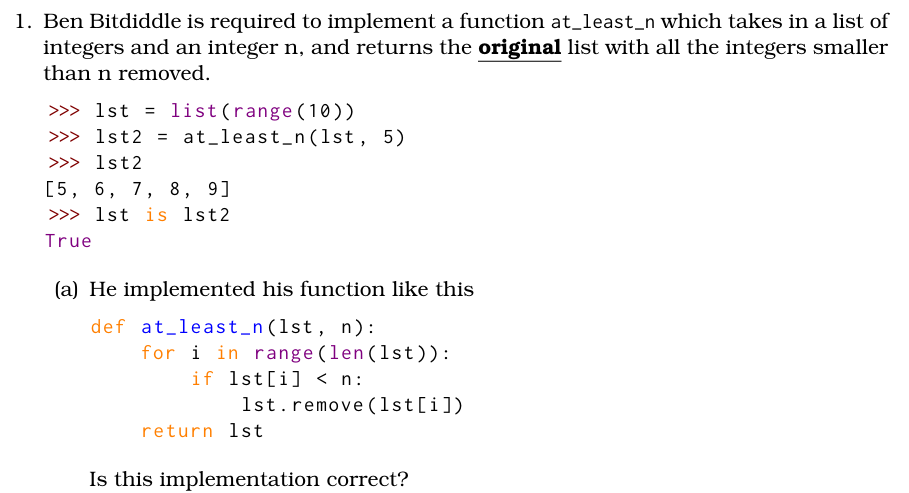 1. Ben Bitdiddle is required to implement a function at_least_n which takes in a list of
integers and an integer n, and returns the original list with all the integers smaller
than n removed.
>>> lst = list(range(10))
>>> lst2 = at_least_n(lst, 5)
>>> lst2
[5, 6, 7, 8, 9]
>>> lst is lst2
True
(a) He implemented his function like this
def at_least_n(lst, n):
    for i in range(len(lst)):
        if lst[i] < n:
            lst.remove(lst[i])
    return lst
Is this implementation correct?